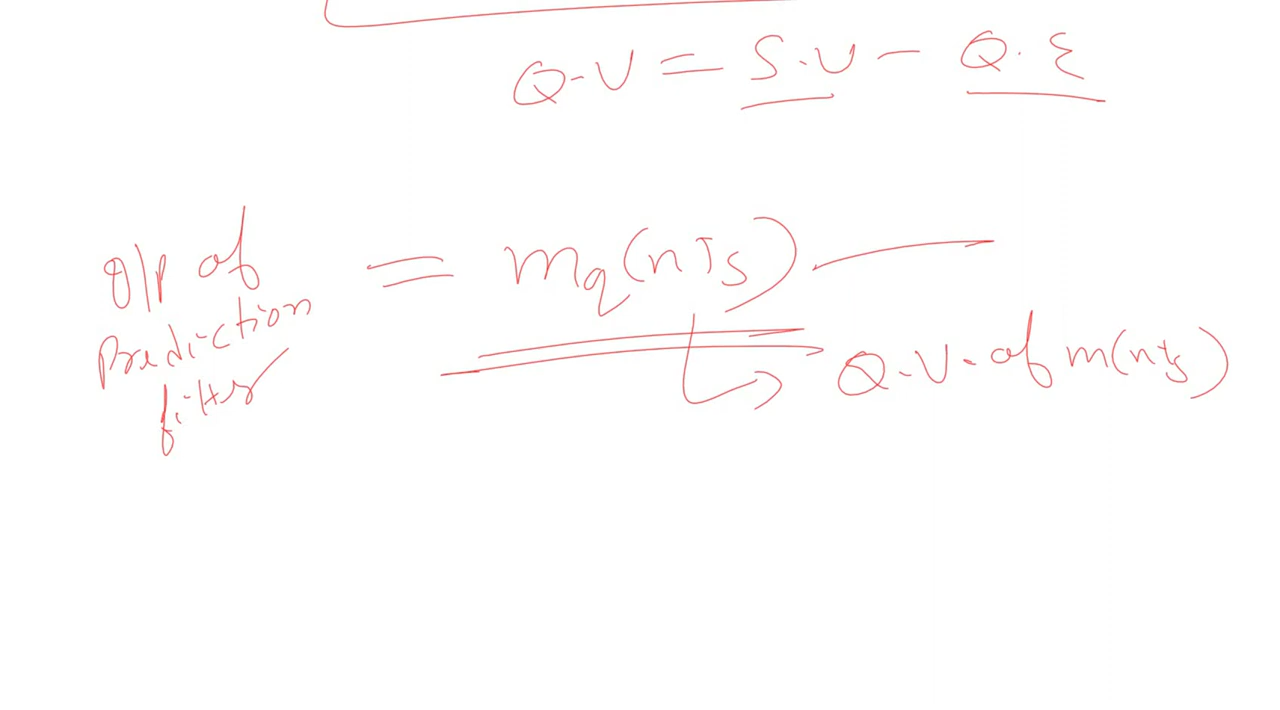 Q.V = S.V - Q.ε
o/p of = mq(nTs)
Prediction
filter
Q.V. of m(nts)